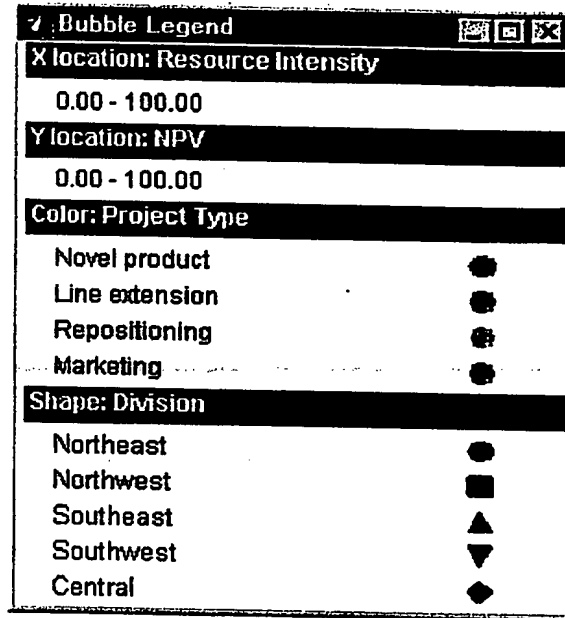 Bubble Legend
X location: Resource Intensity
0.00 - 100.00
Y location: NPV
0.00 - 100.00
Color: Project Type
Novel product
Line extension
Repositioning
Marketing
Shape: Division
Northeast
Northwest
Southeast
Southwest
Central